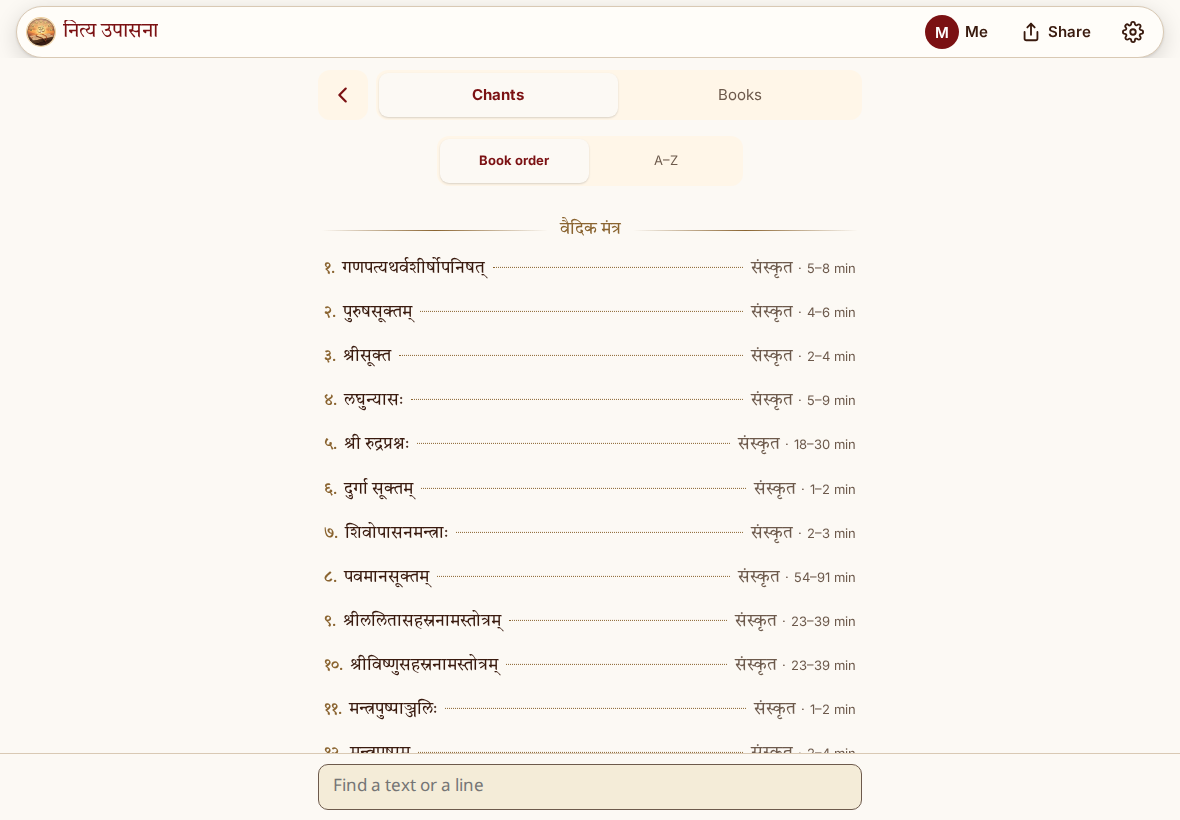 नित्य उपासना
M Me Share
Chants Books
Book order A–Z
वैदिक मंत्र
१. गणपत्यथर्वशीर्षोपनिषत् संस्कृत · 5–8 min
२. पुरुषसूक्तम् संस्कृत · 4–6 min
३. श्रीसूक्त संस्कृत · 2–4 min
४. लघुन्यासः संस्कृत · 5–9 min
५. श्री रुद्रप्रश्नः संस्कृत · 18–30 min
६. दुर्गा सूक्तम् संस्कृत · 1–2 min
७. शिवोपासनमन्त्राः संस्कृत · 2–3 min
८. पवमानसूक्तम् संस्कृत · 54–91 min
९. श्रीललितासहस्रनामस्तोत्रम् संस्कृत · 23–39 min
१०. श्रीविष्णुसहस्रनामस्तोत्रम् संस्कृत · 23–39 min
११. मन्त्रपुष्पाञ्जलिः संस्कृत · 1–2 min
Find a text or a line